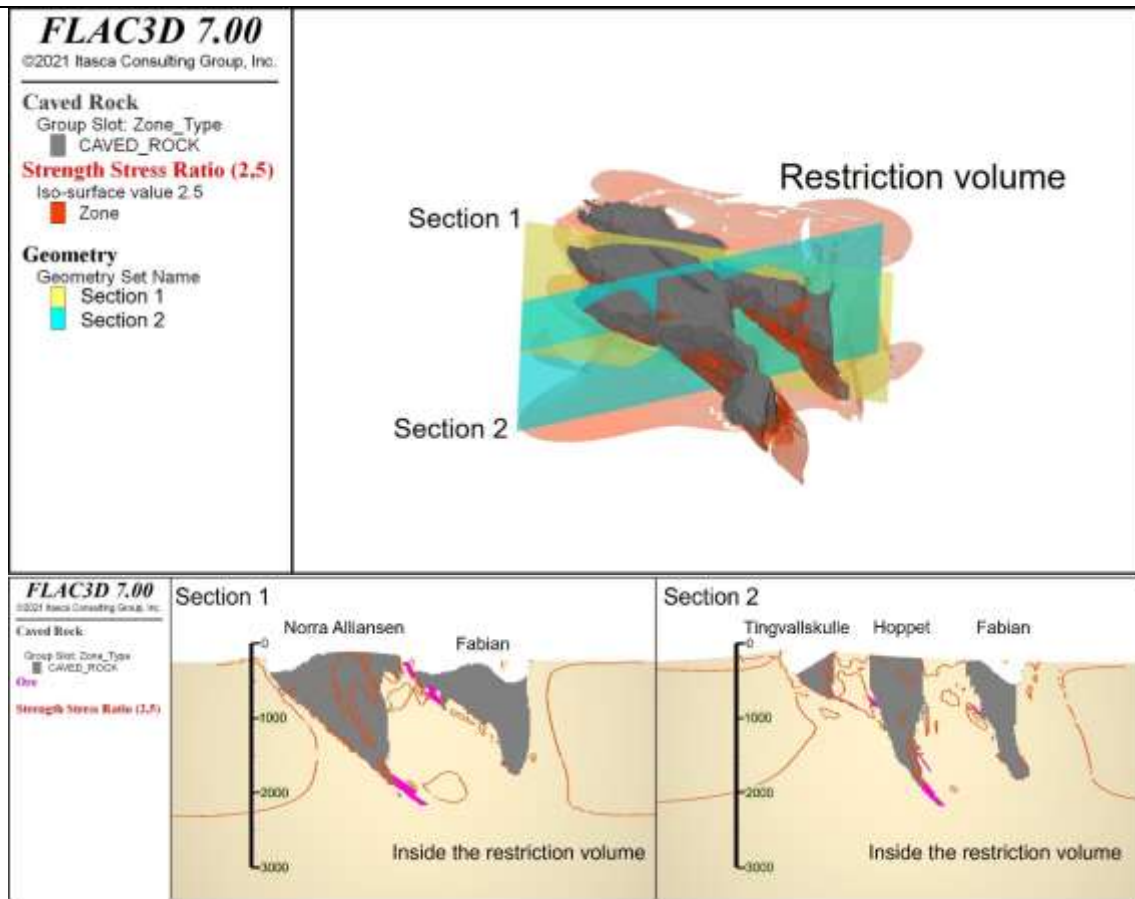 FLAC3D 7.00
©2021 Itasca Consulting Group, Inc.
Caved Rock
Group Slot: Zone_Type
CAVED_ROCK
Strength Stress Ratio (2,5)
Iso-surface value 2.5
Zone
Geometry
Geometry Set Name
Section 1
Section 2
Restriction volume
Section 1
Section 2
FLAC3D 7.00
©2021 Itasca Consulting Group, Inc.
Caved Rock
Group Slot: Zone_Type
CAVED_ROCK
Ore
Strength Stress Ratio (2,5)
Section 1
Norra Alliansen
Fabian
0
1000
2000
3000
Inside the restriction volume
Section 2
Tingvallskulle Hoppet Fabian
0
1000
2000
3000
Inside the restriction volume